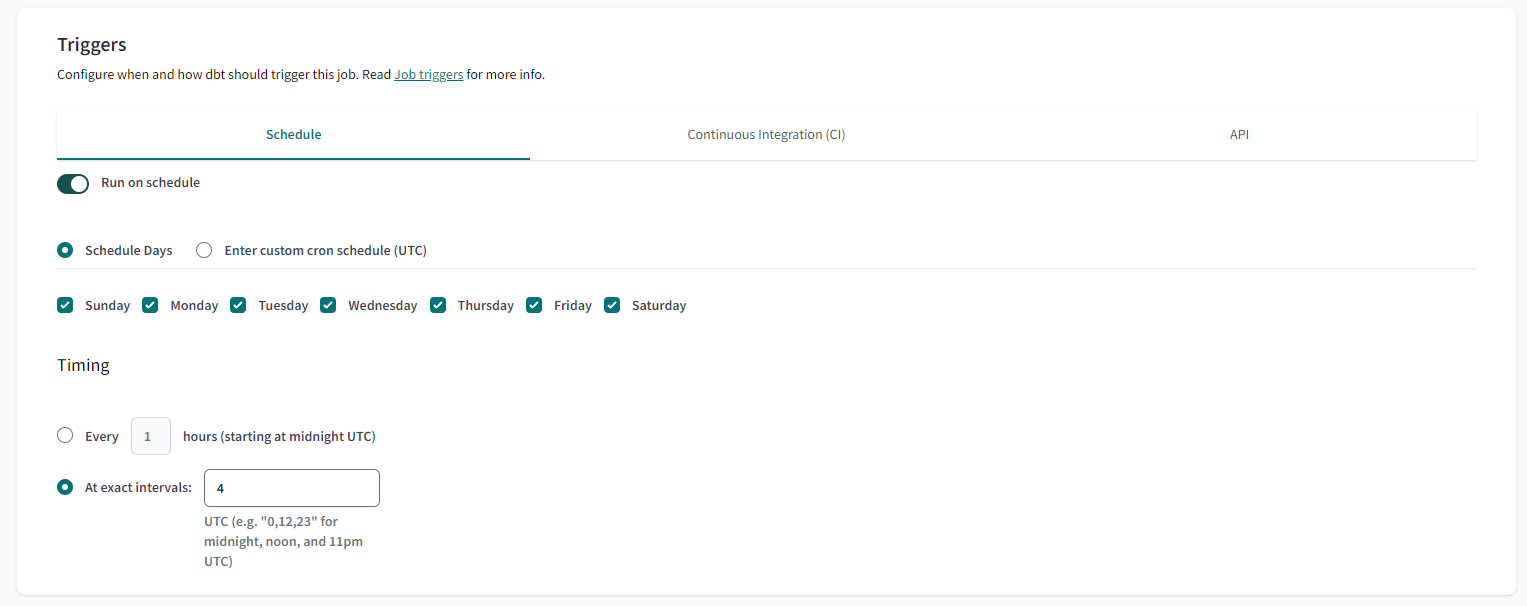 Triggers
Configure when and how dbt should trigger this job. Read Job triggers for more info.
Schedule Continuous Integration (CI) API
Run on schedule
Schedule Days Enter custom cron schedule (UTC)
Sunday Monday Tuesday Wednesday Thursday Friday Saturday
Timing
Every 1 hours (starting at midnight UTC)
At exact intervals: 4
UTC (e.g. "0,12,23" for
midnight, noon, and 11pm
UTC)